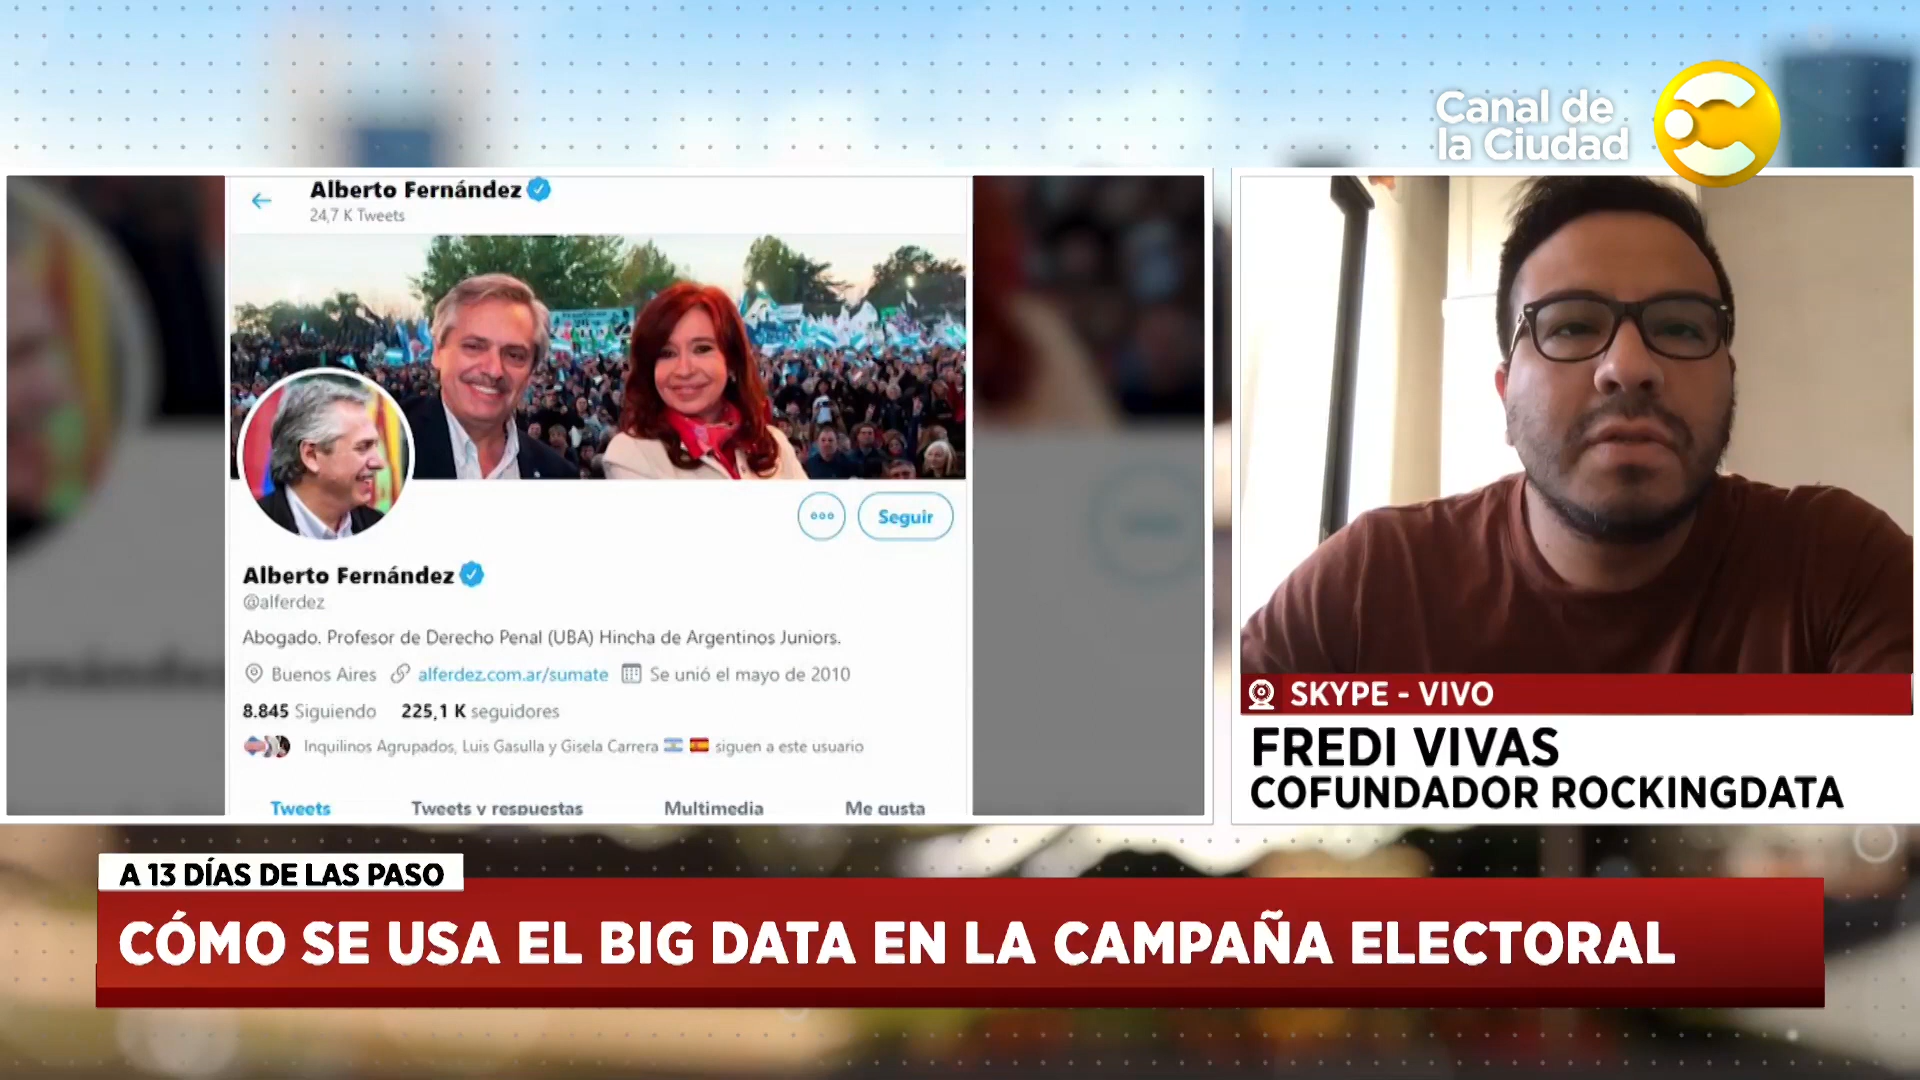 Canal de
la Ciudad
Alberto Fernández
24,7 K Tweets
Seguir
Alberto Fernández
@alferdez
Abogado. Profesor de Derecho Penal (UBA) Hincha de Argentinos Juniors.
Buenos Aires alferdez.com.ar/sumate Se unió el mayo de 2010
8.845 Siguiendo 225,1 K seguidores
Inquilinos Agrupados, Luis Gasulla y Gisela Carrera siguen a este usuario
Tweets Tweets y respuestas Multimedia Me gusta
SKYPE - VIVO
FREDI VIVAS
COFUNDADOR ROCKINGDATA
A 13 DÍAS DE LAS PASO
CÓMO SE USA EL BIG DATA EN LA CAMPAÑA ELECTORAL